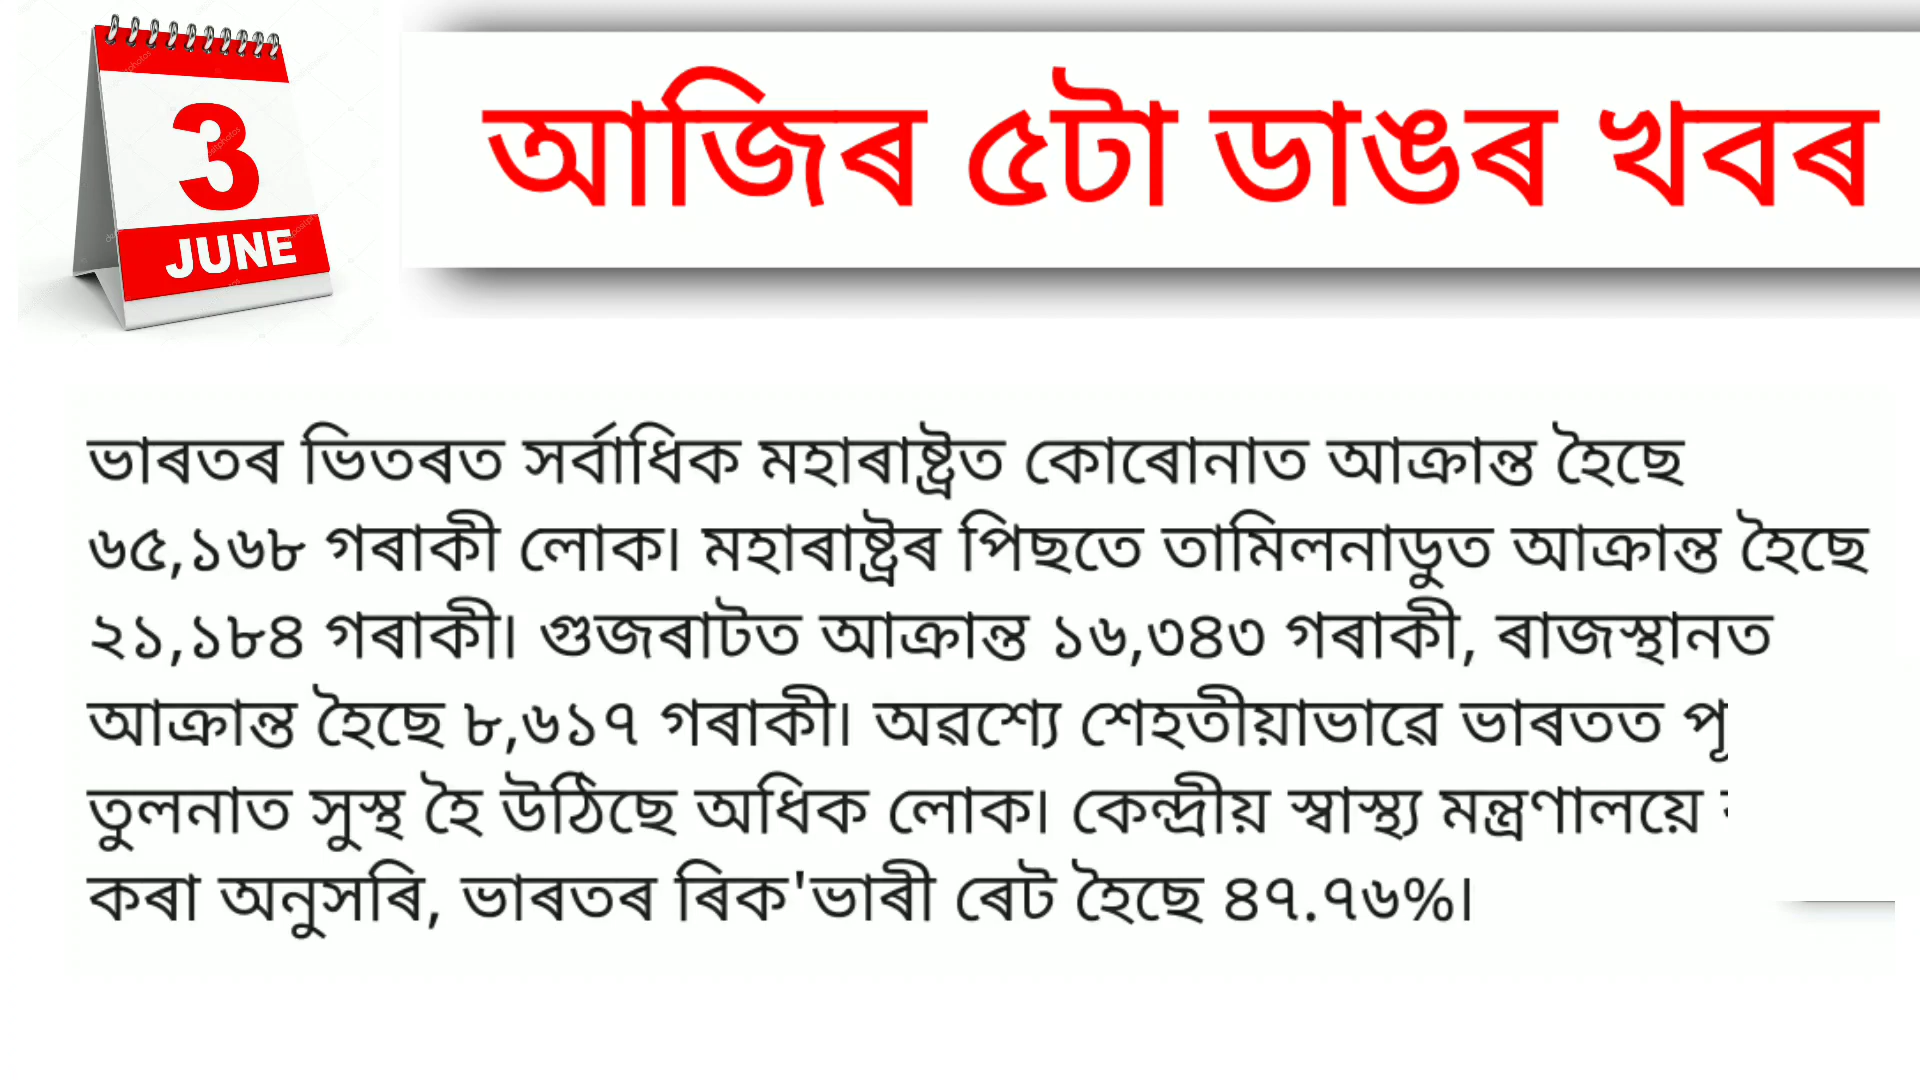 3
JUNE
আজিৰ ৫টা ডাঙৰ খবৰ
ভাৰতৰ ভিতৰত সৰ্বাধিক মহাৰাষ্ট্ৰত কোৰোনাত আক্ৰান্ত হৈছে
৬৫,১৬৮ গৰাকী লোক। মহাৰাষ্ট্ৰৰ পিছতে তামিলনাডুত আক্ৰান্ত হৈছে
২১,১৮৪ গৰাকী। গুজৰাটত আক্ৰান্ত ১৬,৩৪৩ গৰাকী, ৰাজস্থানত
আক্ৰান্ত হৈছে ৮,৬১৭ গৰাকী। অৱশ্যে শেহতীয়াভাৱে ভাৰতত
তুলনাত সুস্থ হৈ উঠিছে অধিক লোক। কেন্দ্ৰীয় স্বাস্থ্য মন্ত্ৰণালয়ে
কৰা অনুসৰি, ভাৰতৰ ৰিক'ভাৰী ৰেট হৈছে ৪৭.৭৬%।